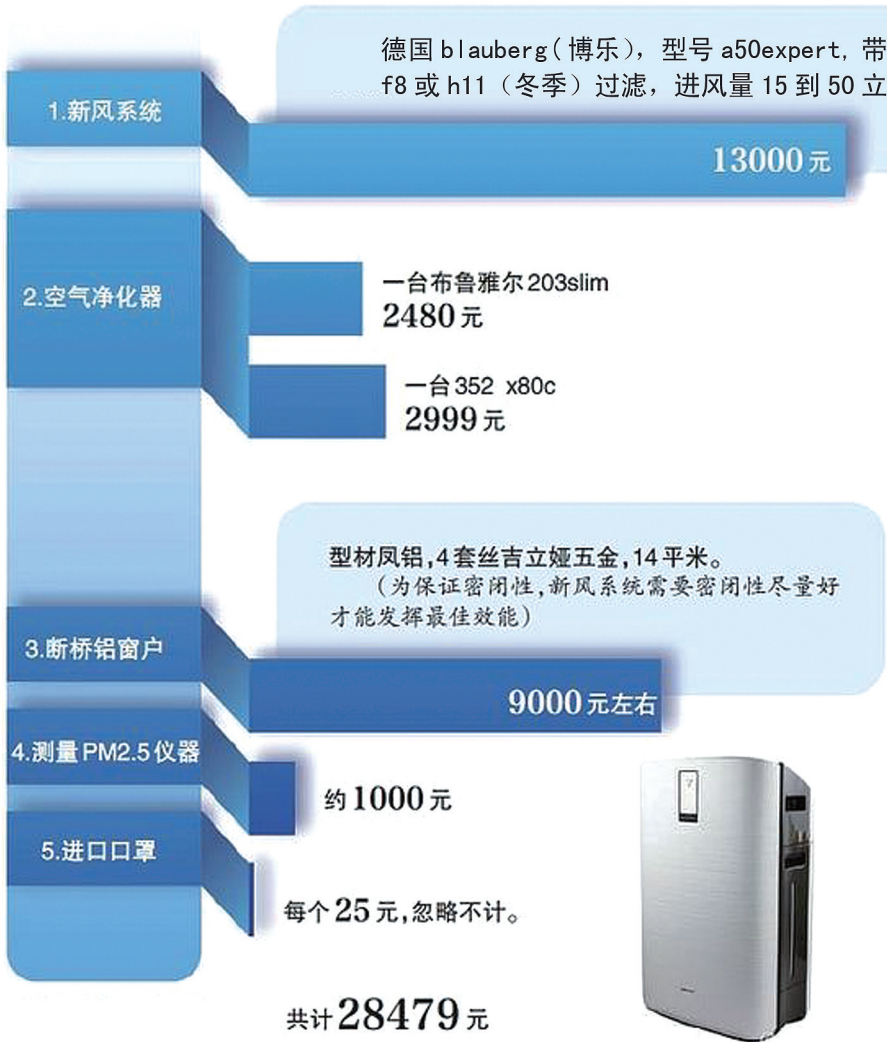 德国blauberg(博乐)，型号a50expert, 带
f8或h11（冬季）过滤，进风量15到50立
1.新风系统
13000元
2.空气净化器
一台布鲁雅尔203slim
2480元
一台352 x80c
2999元
型材凤铝,4套丝吉立娅五金,14平米。
(为保证密闭性,新风系统需要密闭性尽量好
才能发挥最佳效能)
3.断桥铝窗户
9000元左右
4.测量PM2.5仪器
约1000元
5.进口口罩
每个25元,忽略不计。
共计28479元